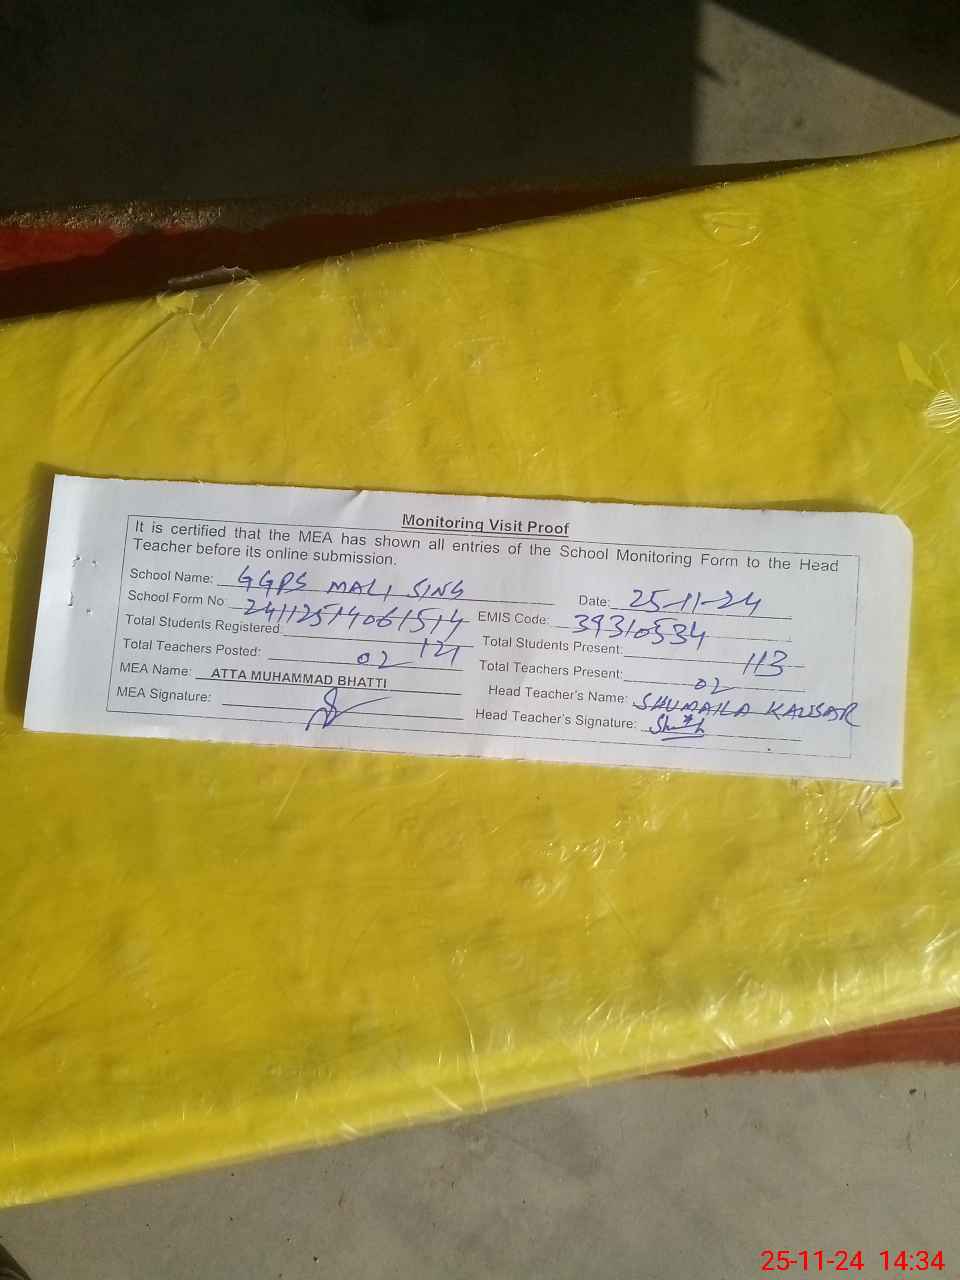 Monitoring Visit Proof
It is certified that the MEA has shown all entries of the School Monitoring Form to the Head
Teacher before its online submission.
School Name: GGPS MALI SING Date: 25-11-24
School Form No: 24112514061514 EMIS Code: 39310534
Total Students Registered: 121 Total Students Present: 113
Total Teachers Posted: 02 Total Teachers Present: 02
MEA Name: ATTA MUHAMMAD BHATTI Head Teacher's Name: SHUMAILA KAUSAR
MEA Signature: Head Teacher's Signature:
25-11-24 14:34